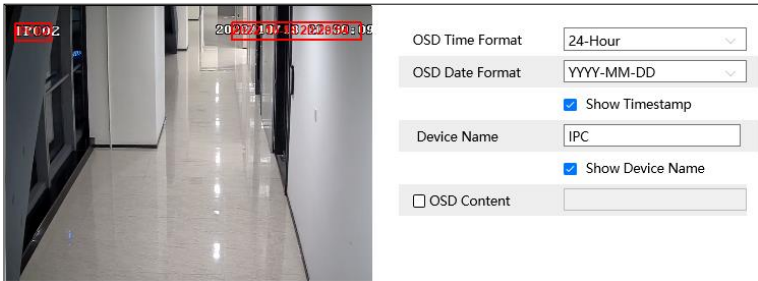 IPC02
OSD Time Format 24-Hour
OSD Date Format YYYY-MM-DD
Show Timestamp
Device Name IPC
Show Device Name
OSD Content